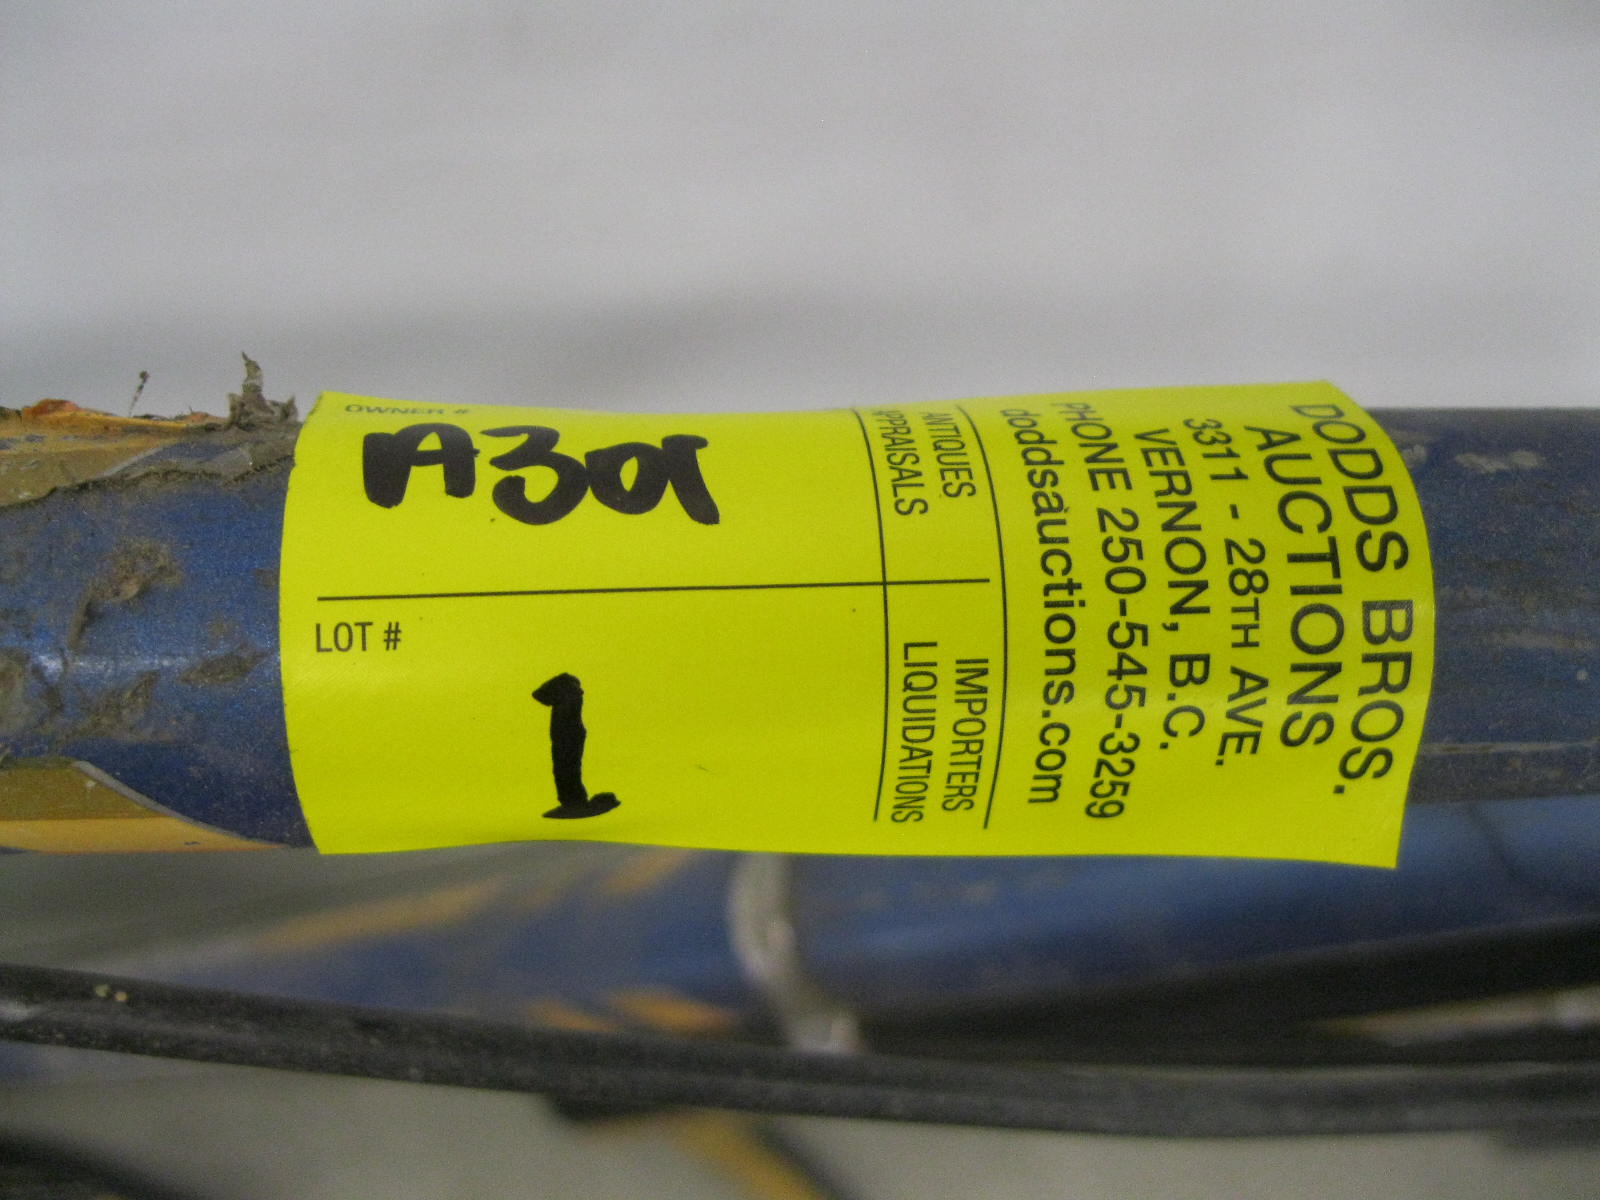 OWNER #
A301
LOT #
1
DODDS BROS.
AUCTIONS
3311 - 28TH AVE.
VERNON, B.C.
PHONE 250-545-3259
doddsauctions.com
ANTIQUES IMPORTERS
APPRAISALS LIQUIDATIONS